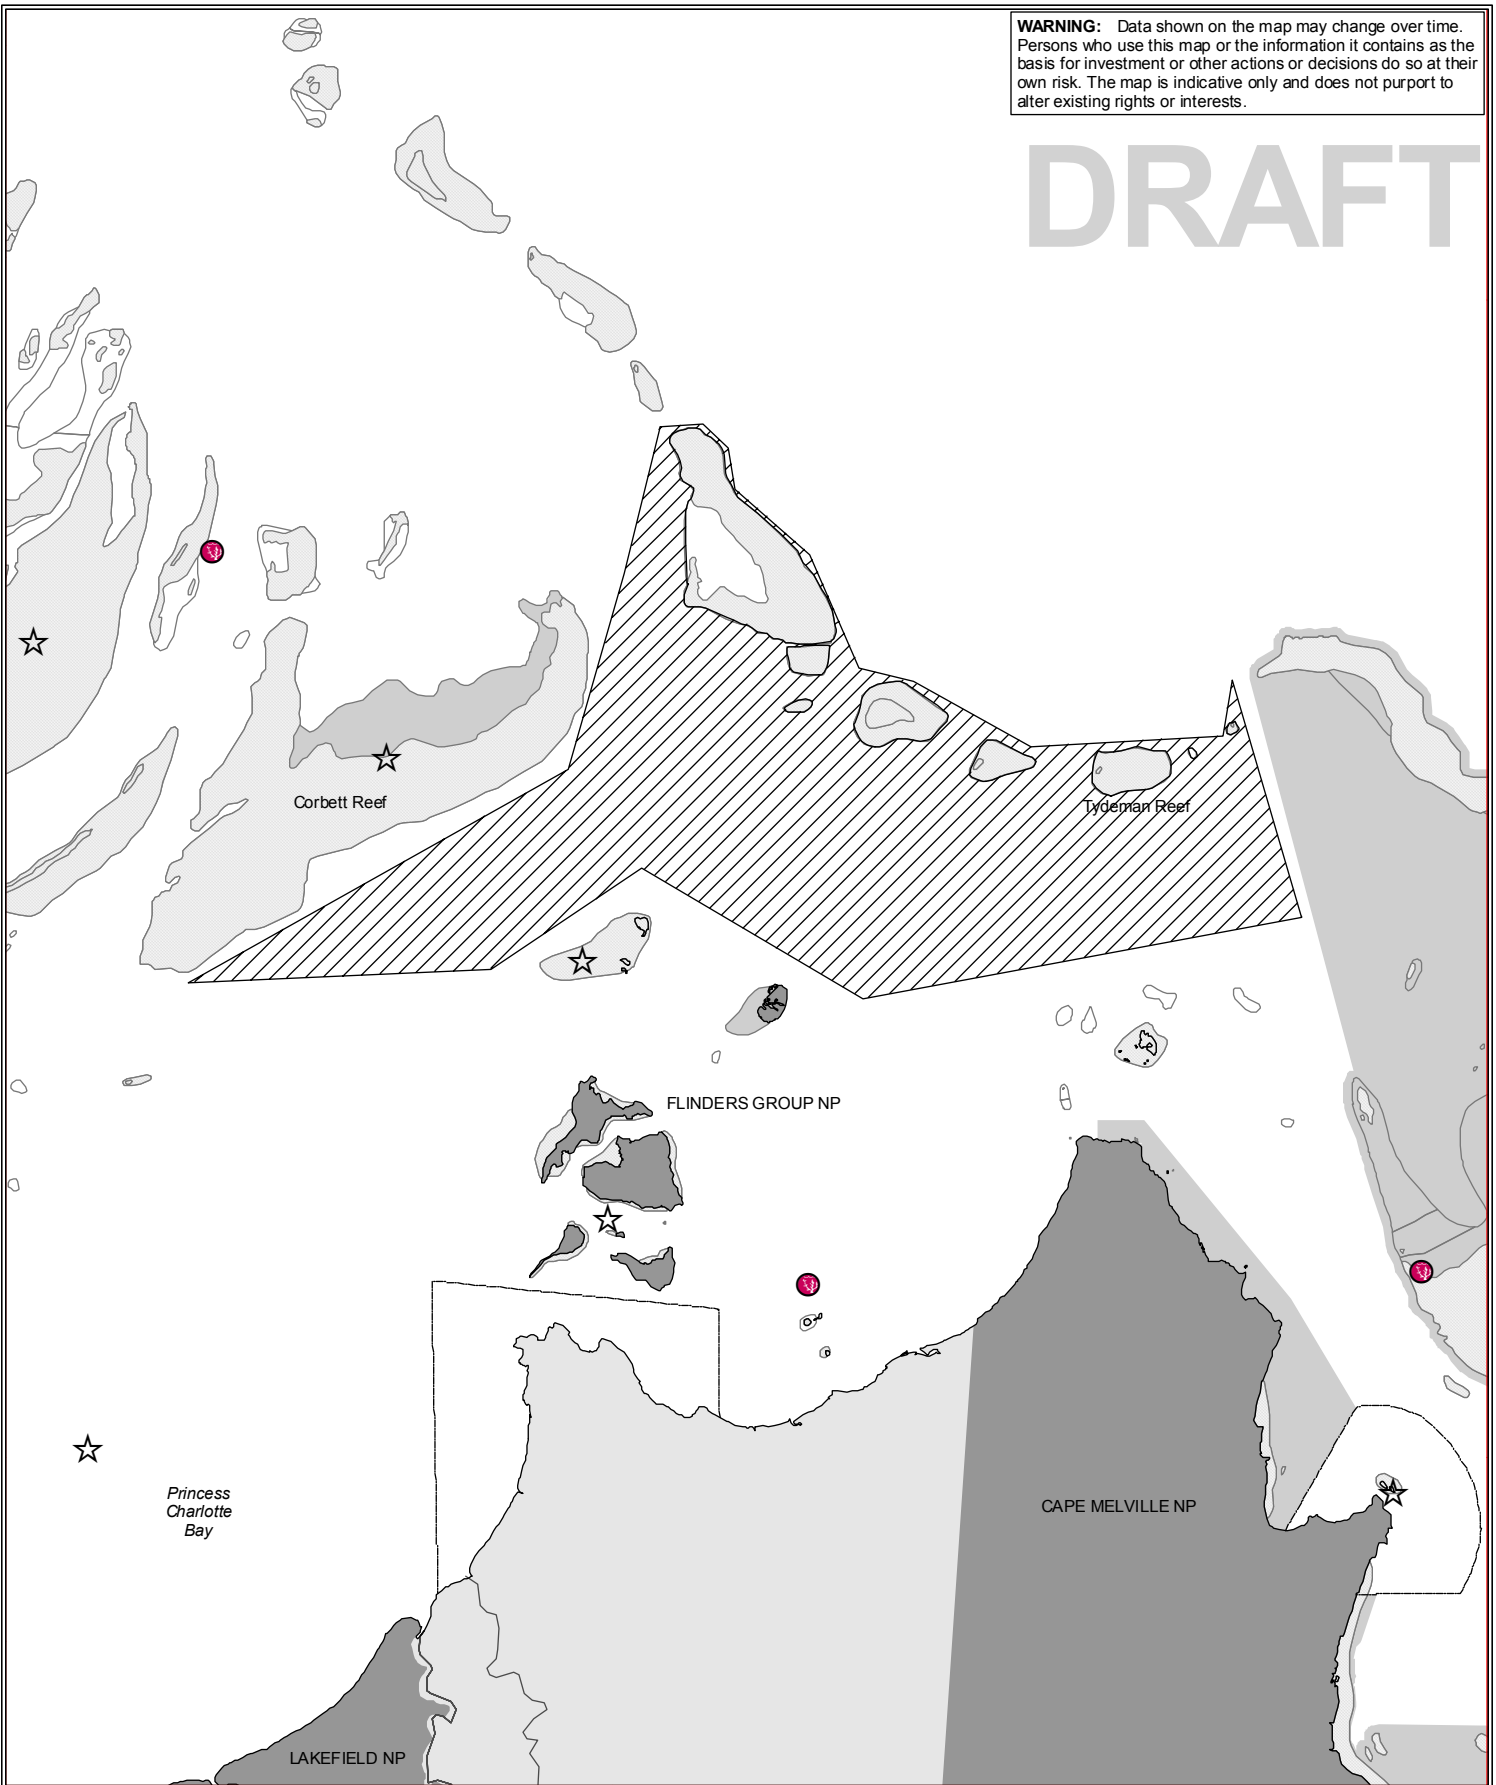 WARNING: Data shown on the map may change over time.
Persons who use this map or the information it contains as the
basis for investment or other actions or decisions do so at their
own risk. The map is indicative only and does not purport to
alter existing rights or interests.
DRAFT
Corbett Reef
Tydeman Reef
FLINDERS GROUP NP
Princess
Charlotte
Bay
CAPE MELVILLE NP
LAKEFIELD NP